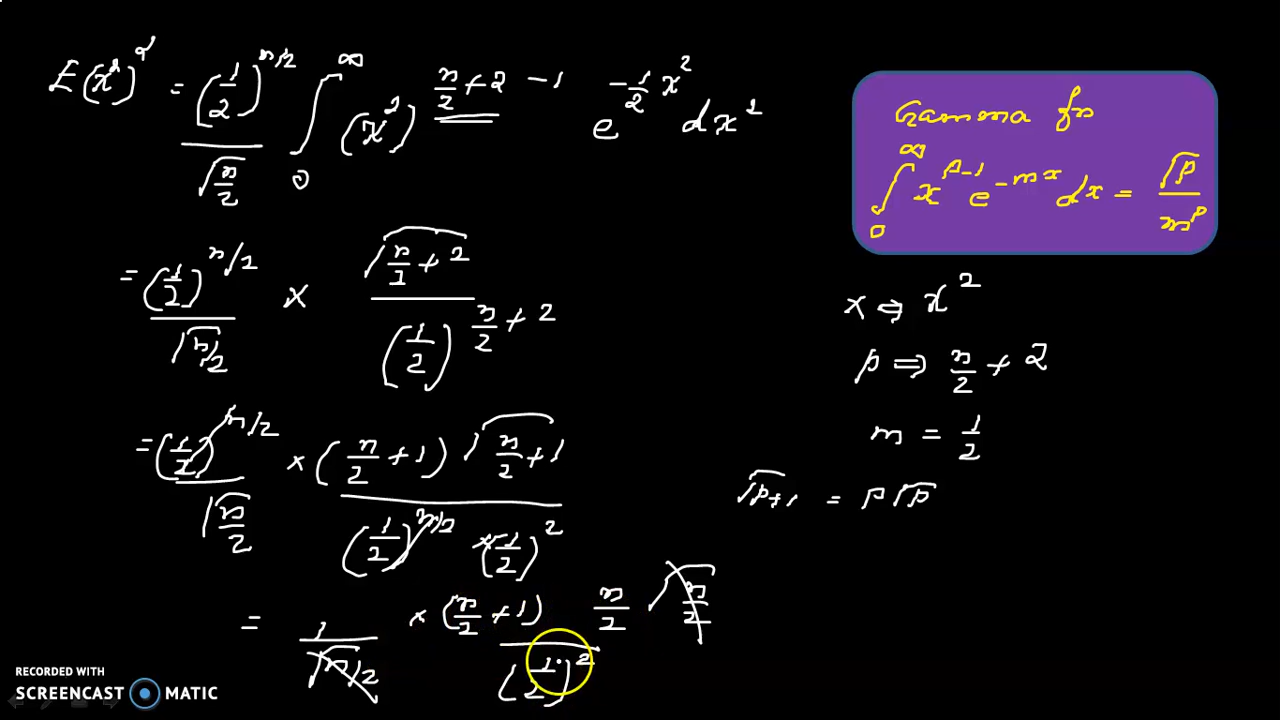 E(x²)² = (1/2)^(n/2) / Γ(n/2) ∫₀^∞ (x²)^(n/2 + 2 − 1) e^(−1/2 x²) dx²
= (1/2)^(n/2) / Γ(n/2) × Γ(n/2 + 2) / (1/2)^(n/2 + 2)
= (1/2)^(n/2) / Γ(n/2) × (n/2 + 1) Γ(n/2 + 1) / (1/2)^(n/2) × (1/2)²
= 1 / Γ(n/2) × (n/2 + 1) n/2 Γ(n/2) / (1/2)²
Gamma fn
∫₀^∞ x^(p−1) e^(−mx) dx = Γp / m^p
x ⇔ x²
p ⇒ n/2 + 2
m = 1/2
Γ(p+1) = p Γp
RECORDED WITH
SCREENCAST MATIC